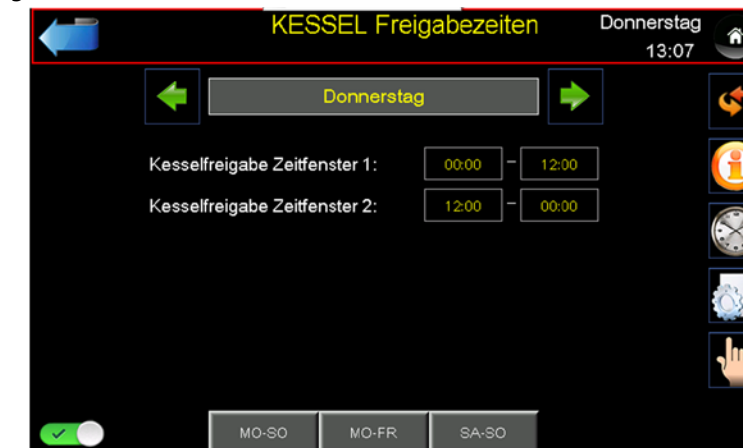 KESSEL Freigabezeiten
Donnerstag
13:07
Donnerstag
Kesselfreigabe Zeitfenster 1: 00:00 – 12:00
Kesselfreigabe Zeitfenster 2: 12:00 – 00:00
MO-SO MO-FR SA-SO